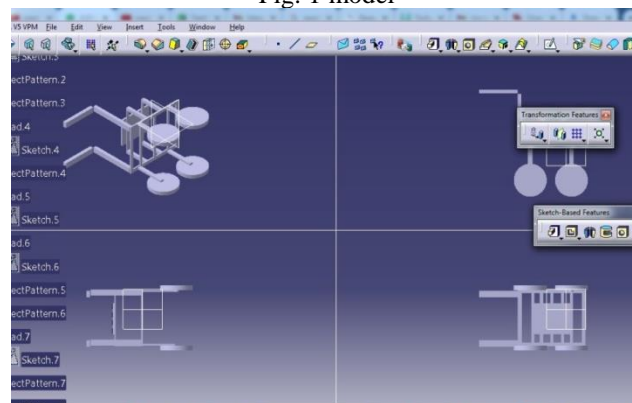 Fig. 1 model
V5 VPM File Edit View Insert Tools Window Help
Sketch.3
ectPattern.2
ectPattern.3
ad.4
Sketch.4
ectPattern.4
ad.5
Sketch.5
ad.6
Sketch.6
ectPattern.5
ectPattern.6
ad.7
Sketch.7
ectPattern.7
Transformation Features
Sketch-Based Features